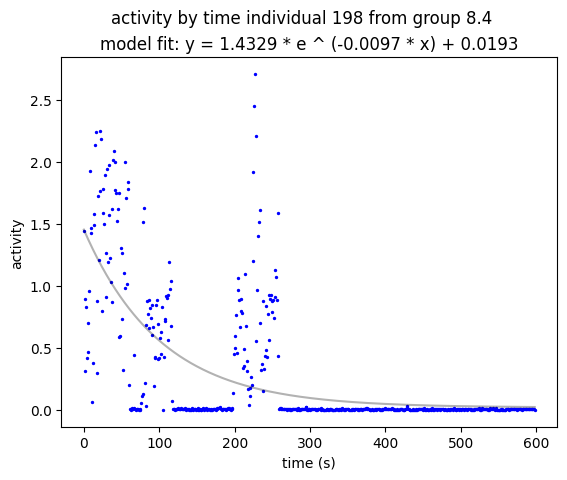 activity by time individual 198 from group 8.4
model fit: y = 1.4329 * e ^ (-0.0097 * x) + 0.0193
2.5
2.0
1.5
1.0
0.5
0.0
activity
0 100 200 300 400 500 600
time (s)